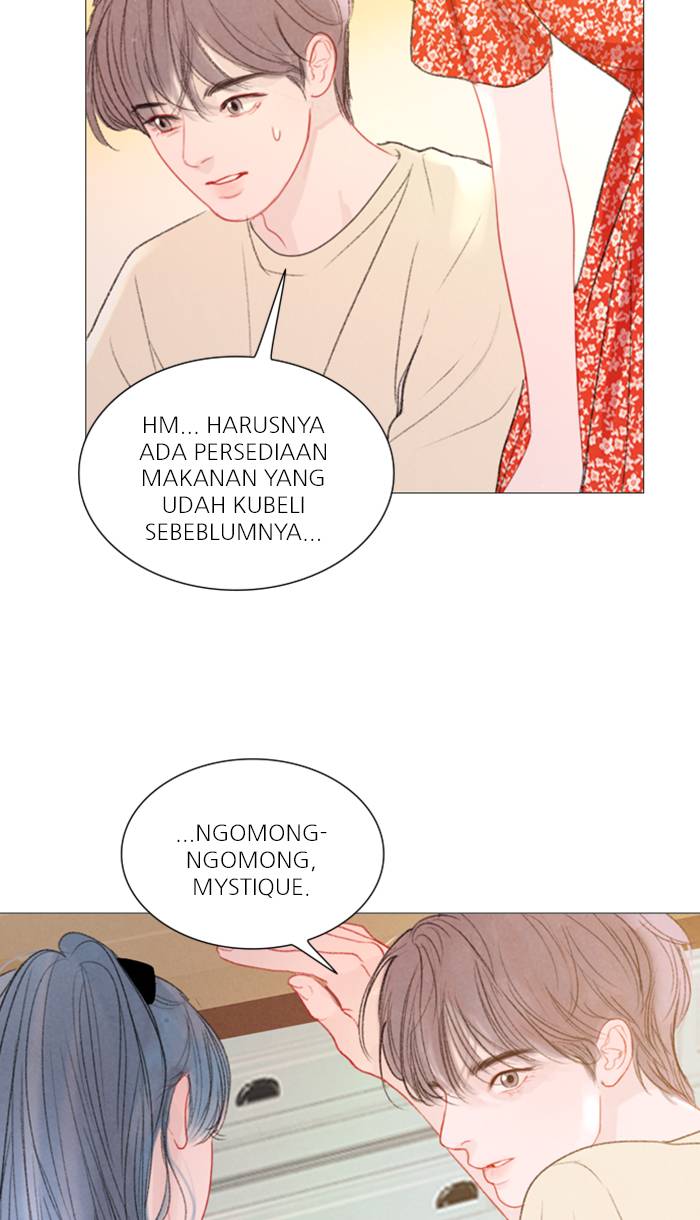 HM... HARUSNYA
ADA PERSEDIAAN
MAKANAN YANG
UDAH KUBELI
SEBEBLUMNYA...
...NGOMONG-
NGOMONG,
MYSTIQUE.